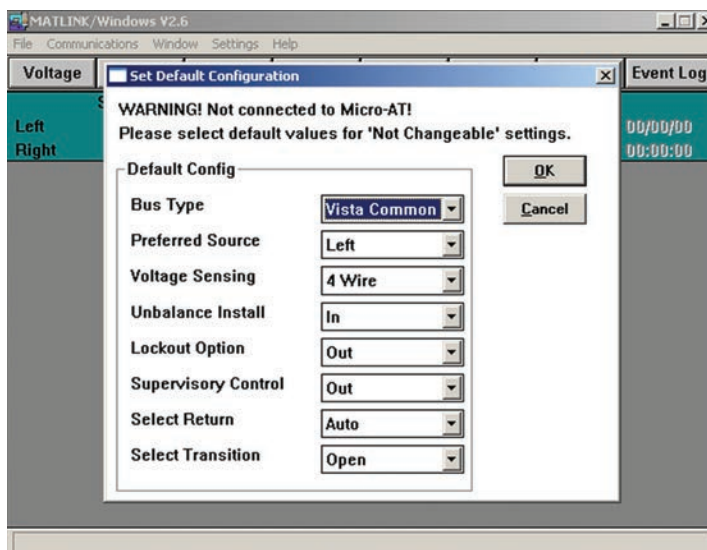 MATLINK/Windows V2.6
File Communications Window Settings Help
Voltage
Event Log
Left
Right
00/00/00
00:00:00
Set Default Configuration
WARNING! Not connected to Micro-AT!
Please select default values for 'Not Changeable' settings.
Default Config
Bus Type Vista Common
Preferred Source Left
Voltage Sensing 4 Wire
Unbalance Install In
Lockout Option Out
Supervisory Control Out
Select Return Auto
Select Transition Open
OK
Cancel